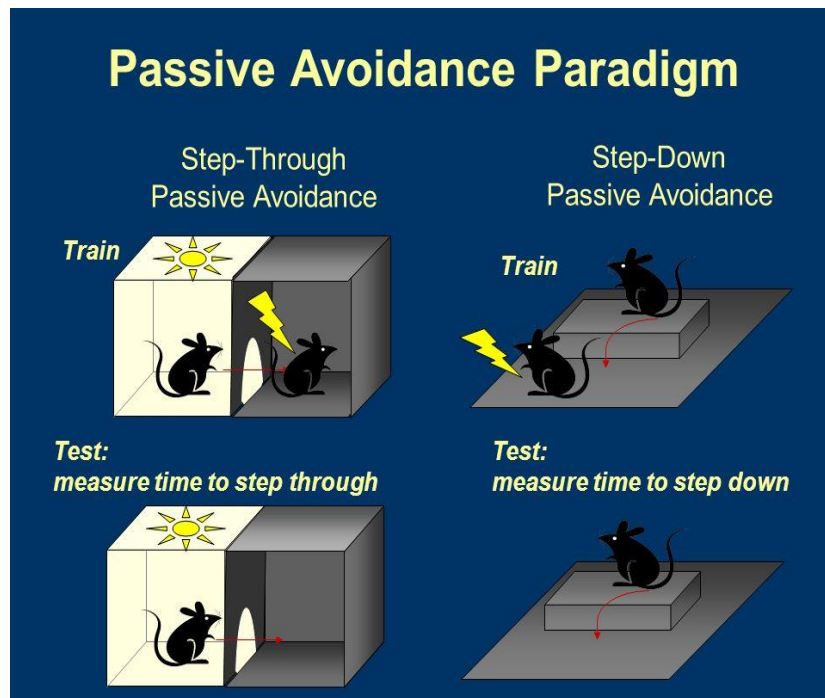 Passive Avoidance Paradigm
Step-Through
Passive Avoidance
Train
Test:
measure time to step through
Step-Down
Passive Avoidance
Train
Test:
measure time to step down